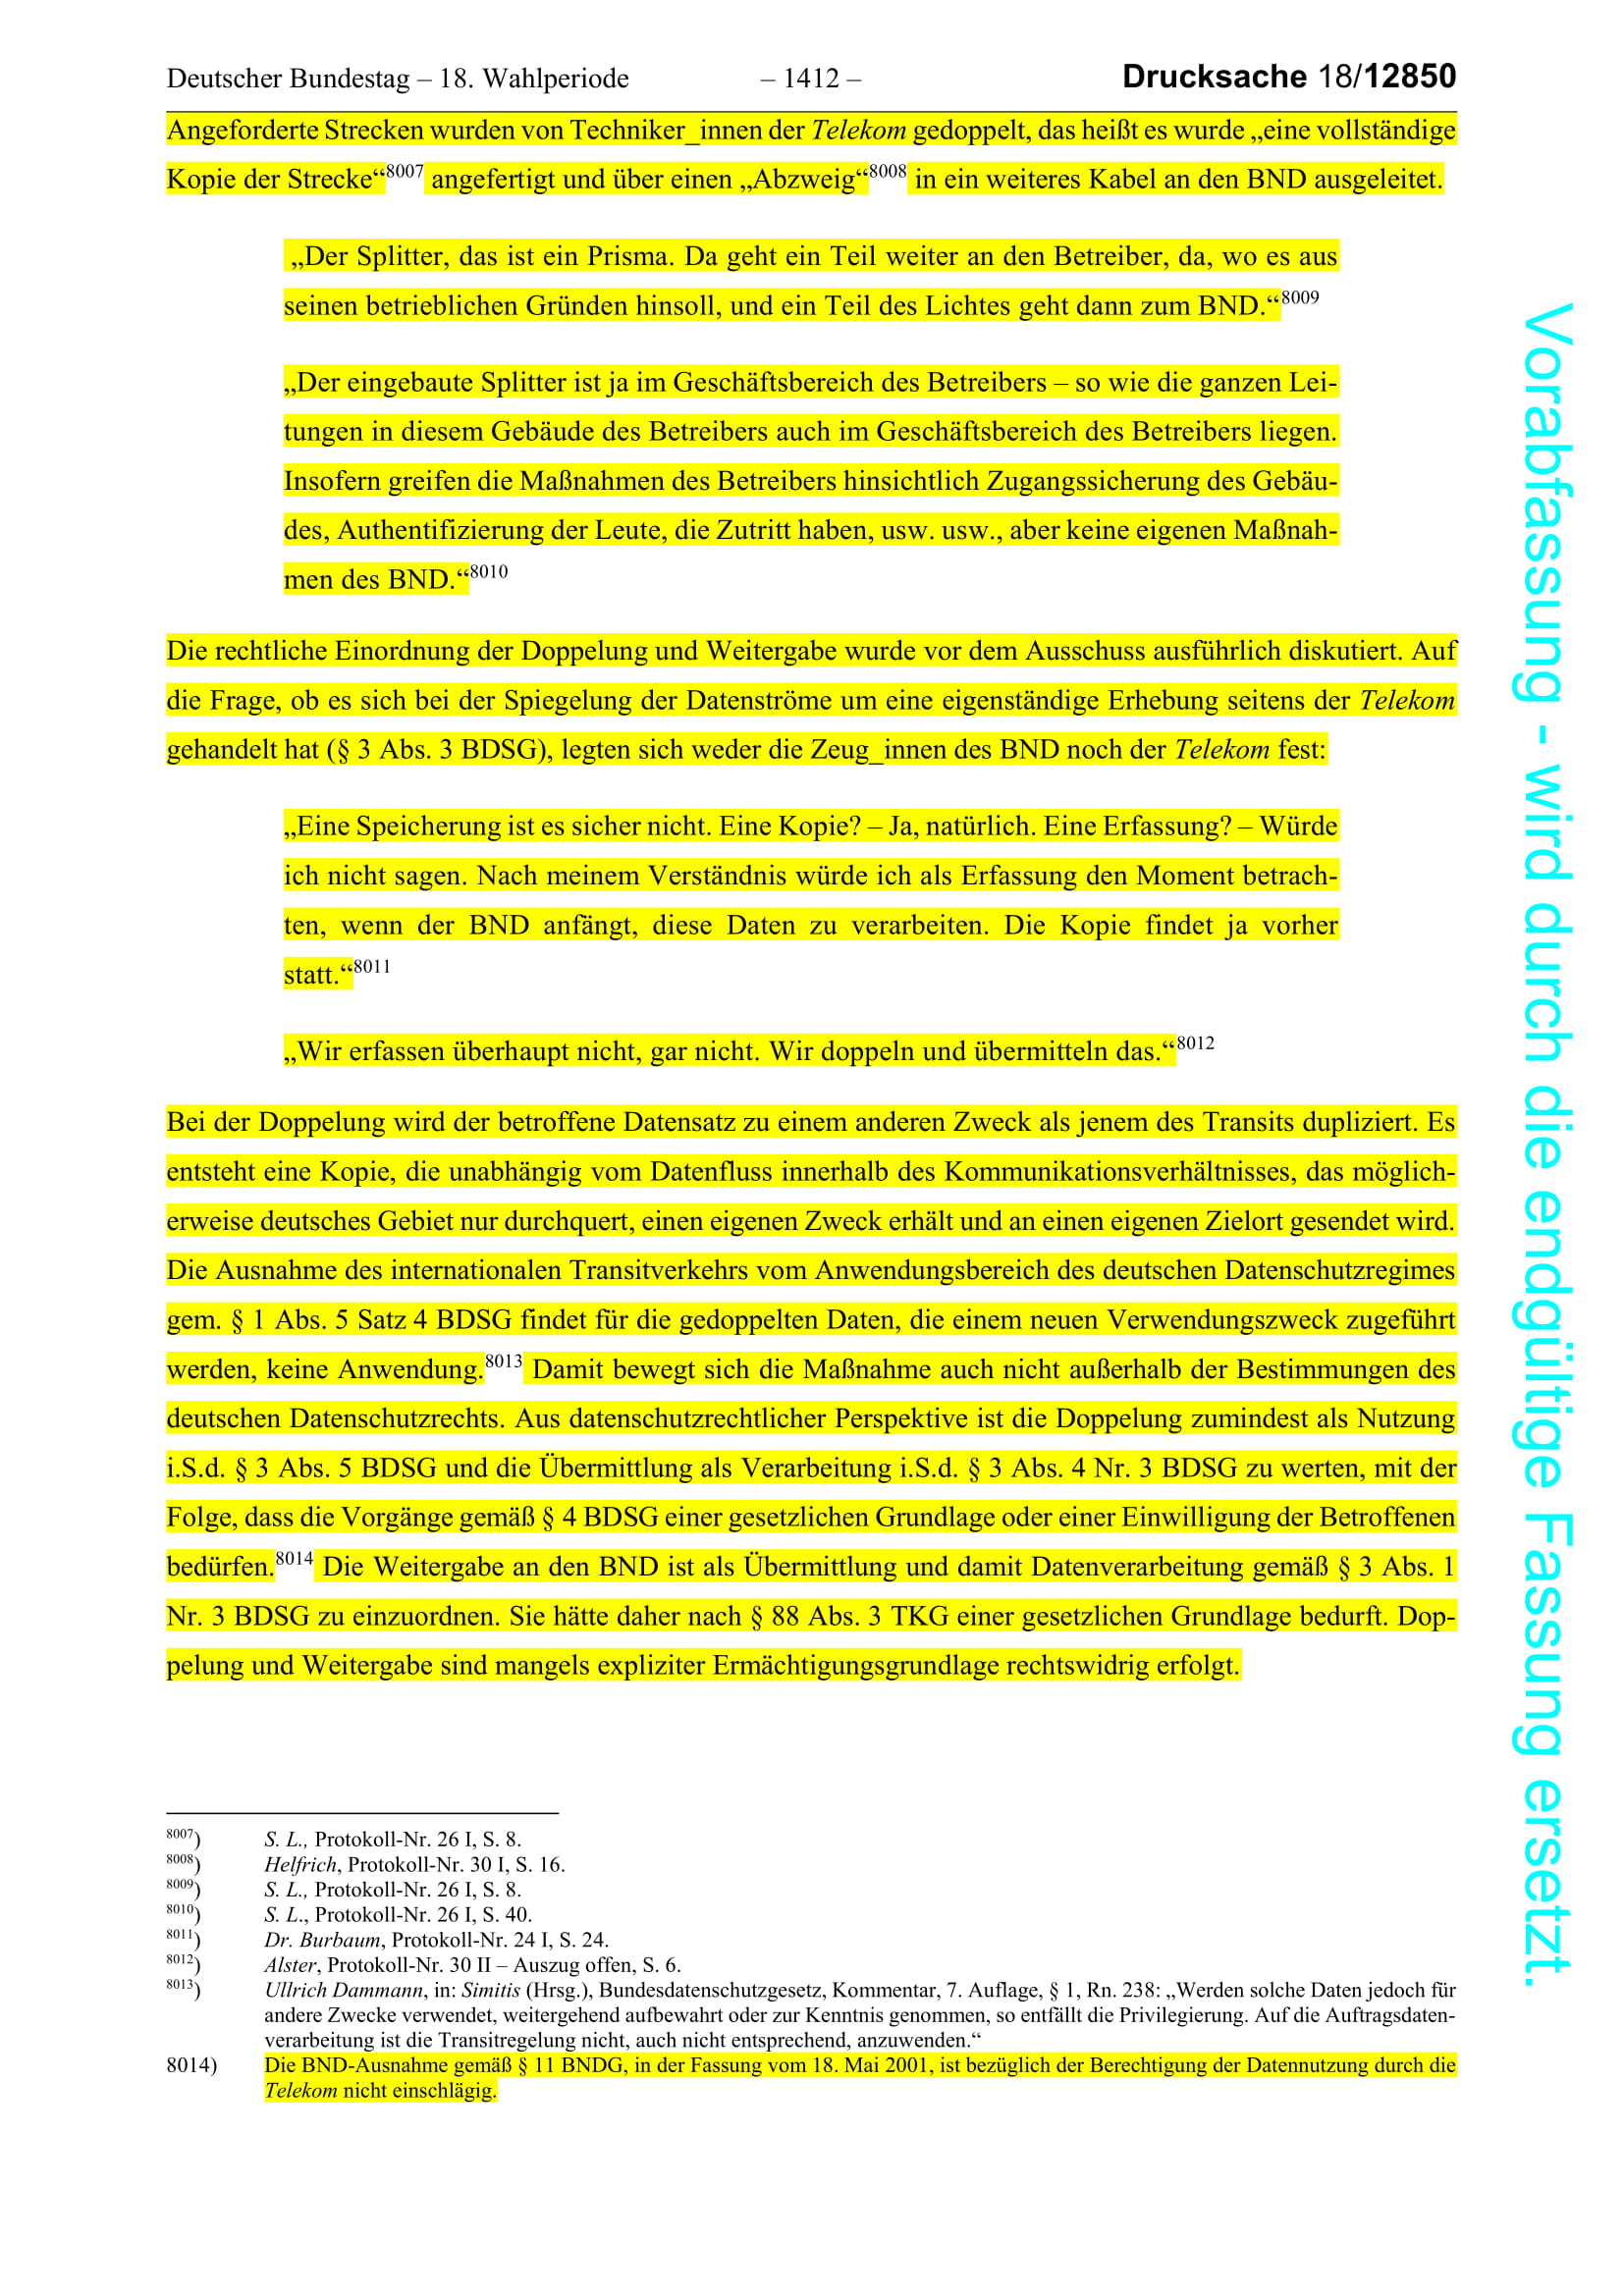 Deutscher Bundestag – 18. Wahlperiode – 1412 – Drucksache 18/12850
Angeforderte Strecken wurden von Techniker_innen der Telekom gedoppelt, das heißt es wurde „eine vollständige
Kopie der Strecke“8007 angefertigt und über einen „Abzweig“8008 in ein weiteres Kabel an den BND ausgeleitet.
„Der Splitter, das ist ein Prisma. Da geht ein Teil weiter an den Betreiber, da, wo es aus
seinen betrieblichen Gründen hinsoll, und ein Teil des Lichtes geht dann zum BND.“8009
„Der eingebaute Splitter ist ja im Geschäftsbereich des Betreibers – so wie die ganzen Lei-
tungen in diesem Gebäude des Betreibers auch im Geschäftsbereich des Betreibers liegen.
Insofern greifen die Maßnahmen des Betreibers hinsichtlich Zugangssicherung des Gebäu-
des, Authentifizierung der Leute, die Zutritt haben, usw. usw., aber keine eigenen Maßnah-
men des BND.“8010
Die rechtliche Einordnung der Doppelung und Weitergabe wurde vor dem Ausschuss ausführlich diskutiert. Auf
die Frage, ob es sich bei der Spiegelung der Datenströme um eine eigenständige Erhebung seitens der Telekom
gehandelt hat (§ 3 Abs. 3 BDSG), legten sich weder die Zeug_innen des BND noch der Telekom fest:
„Eine Speicherung ist es sicher nicht. Eine Kopie? – Ja, natürlich. Eine Erfassung? – Würde
ich nicht sagen. Nach meinem Verständnis würde ich als Erfassung den Moment betrach-
ten, wenn der BND anfängt, diese Daten zu verarbeiten. Die Kopie findet ja vorher
statt.“8011
„Wir erfassen überhaupt nicht, gar nicht. Wir doppeln und übermitteln das.“8012
Bei der Doppelung wird der betroffene Datensatz zu einem anderen Zweck als jenem des Transits dupliziert. Es
entsteht eine Kopie, die unabhängig vom Datenfluss innerhalb des Kommunikationsverhältnisses, das möglich-
erweise deutsches Gebiet nur durchquert, einen eigenen Zweck erhält und an einen eigenen Zielort gesendet wird.
Die Ausnahme des internationalen Transitverkehrs vom Anwendungsbereich des deutschen Datenschutzregimes
gem. § 1 Abs. 5 Satz 4 BDSG findet für die gedoppelten Daten, die einem neuen Verwendungszweck zugeführt
werden, keine Anwendung.8013 Damit bewegt sich die Maßnahme auch nicht außerhalb der Bestimmungen des
deutschen Datenschutzrechts. Aus datenschutzrechtlicher Perspektive ist die Doppelung zumindest als Nutzung
i.S.d. § 3 Abs. 5 BDSG und die Übermittlung als Verarbeitung i.S.d. § 3 Abs. 4 Nr. 3 BDSG zu werten, mit der
Folge, dass die Vorgänge gemäß § 4 BDSG einer gesetzlichen Grundlage oder einer Einwilligung der Betroffenen
bedürfen.8014 Die Weitergabe an den BND ist als Übermittlung und damit Datenverarbeitung gemäß § 3 Abs. 1
Nr. 3 BDSG zu einzuordnen. Sie hätte daher nach § 88 Abs. 3 TKG einer gesetzlichen Grundlage bedurft. Dop-
pelung und Weitergabe sind mangels expliziter Ermächtigungsgrundlage rechtswidrig erfolgt.
8007) S. L., Protokoll-Nr. 26 I, S. 8.
8008) Helfrich, Protokoll-Nr. 30 I, S. 16.
8009) S. L., Protokoll-Nr. 26 I, S. 8.
8010) S. L., Protokoll-Nr. 26 I, S. 40.
8011) Dr. Burbaum, Protokoll-Nr. 24 I, S. 24.
8012) Alster, Protokoll-Nr. 30 II – Auszug offen, S. 6.
8013) Ullrich Dammann, in: Simitis (Hrsg.), Bundesdatenschutzgesetz, Kommentar, 7. Auflage, § 1, Rn. 238: „Werden solche Daten jedoch für
andere Zwecke verwendet, weitergehend aufbewahrt oder zur Kenntnis genommen, so entfällt die Privilegierung. Auf die Auftragsdaten-
verarbeitung ist die Transitregelung nicht, auch nicht entsprechend, anzuwenden.“
8014) Die BND-Ausnahme gemäß § 11 BNDG, in der Fassung vom 18. Mai 2001, ist bezüglich der Berechtigung der Datennutzung durch die
Telekom nicht einschlägig.
Vorabfassung - wird durch die endgültige Fassung ersetzt.